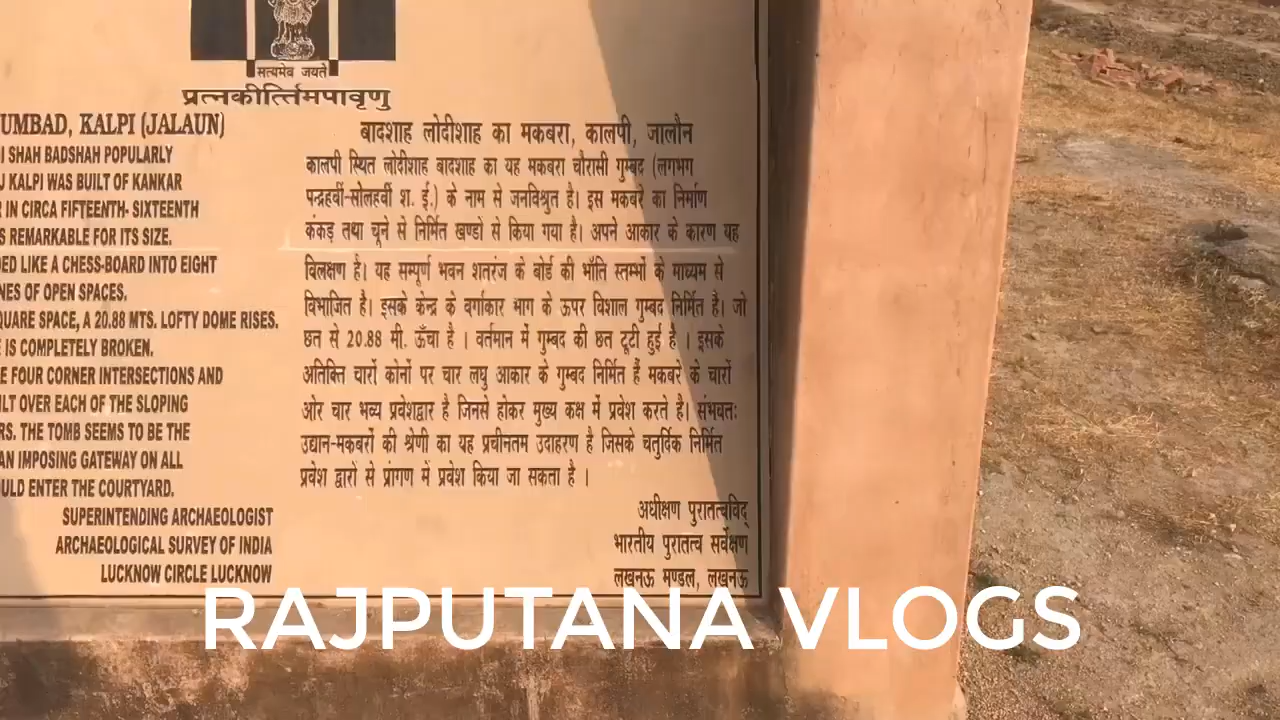 सत्यमेव जयते
प्रत्नकीर्त्तिमपावृणु
UMBAD, KALPI (JALAUN)
I SHAH BADSHAH POPULARLY
J KALPI WAS BUILT OF KANKAR
R IN CIRCA FIFTEENTH- SIXTEENTH
S REMARKABLE FOR ITS SIZE.
DED LIKE A CHESS-BOARD INTO EIGHT
NES OF OPEN SPACES.
QUARE SPACE, A 20.88 MTS. LOFTY DOME RISES.
E IS COMPLETELY BROKEN.
E FOUR CORNER INTERSECTIONS AND
ILT OVER EACH OF THE SLOPING
RS. THE TOMB SEEMS TO BE THE
AN IMPOSING GATEWAY ON ALL
OULD ENTER THE COURTYARD.
SUPERINTENDING ARCHAEOLOGIST
ARCHAEOLOGICAL SURVEY OF INDIA
LUCKNOW CIRCLE LUCKNOW
बादशाह लोदीशाह का मकबरा, कालपी, जालौन
कालपी स्थित लोदीशाह बादशाह का यह मकबरा चौरासी गुम्बद (लगभग
पन्द्रहवीं-सोलहवीं श. ई.) के नाम से जनविश्रुत है। इस मकबरे का निर्माण
कंकड़ तथा चूने से निर्मित खण्डो से किया गया है। अपने आकार के कारण यह
विलक्षण है। यह सम्पूर्ण भवन शतरंज के बोर्ड की भाँति स्तम्भों के माध्यम से
विभाजित है। इसके केन्द्र के वर्गाकार भाग के ऊपर विशाल गुम्बद निर्मित है। जो
छत से 20.88 मी. ऊँचा है । वर्तमान में गुम्बद की छत टूटी हुई है । इसके
अतिक्ति चारों कोनों पर चार लघु आकार के गुम्बद निर्मित हैं मकबरे के चारों
ओर चार भव्य प्रवेशद्वार है जिनसे होकर मुख्य कक्ष में प्रवेश करते है। संभवतः
उद्यान-मकबरों की श्रेणी का यह प्रचीनतम उदाहरण है जिसके चतुर्दिक निर्मित
प्रवेश द्वारों से प्रांगण में प्रवेश किया जा सकता है ।
अधीक्षण पुरातत्वविद्
भारतीय पुरातत्व सर्वेक्षण
लखनऊ मण्डल, लखनऊ
RAJPUTANA VLOGS